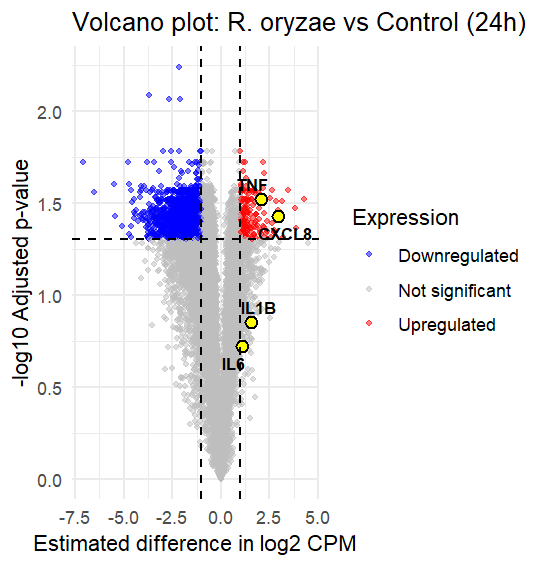 Volcano plot: R. oryzae vs Control (24h)
-log10 Adjusted p-value
2.0
1.5
1.0
0.5
0.0
TNF
CXCL8
IL1B
IL6
Expression
Downregulated
Not significant
Upregulated
-7.5 -5.0 -2.5 0.0 2.5 5.0
Estimated difference in log2 CPM